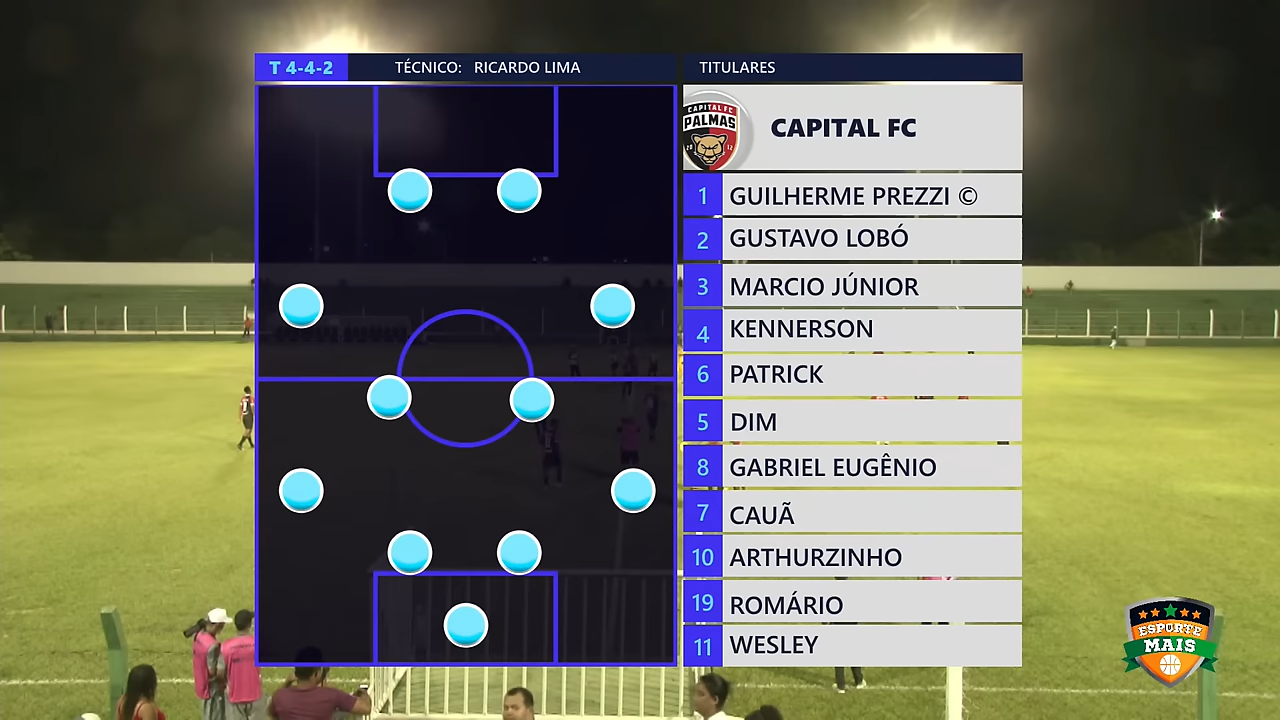 T 4-4-2
TÉCNICO: RICARDO LIMA
TITULARES
CAPITAL FC
PALMAS
2012
CAPITAL FC
1 GUILHERME PREZZI ©
2 GUSTAVO LOBÓ
3 MARCIO JÚNIOR
4 KENNERSON
6 PATRICK
5 DIM
8 GABRIEL EUGÊNIO
7 CAUÃ
10 ARTHURZINHO
19 ROMÁRIO
11 WESLEY
ESPORTE
MAIS